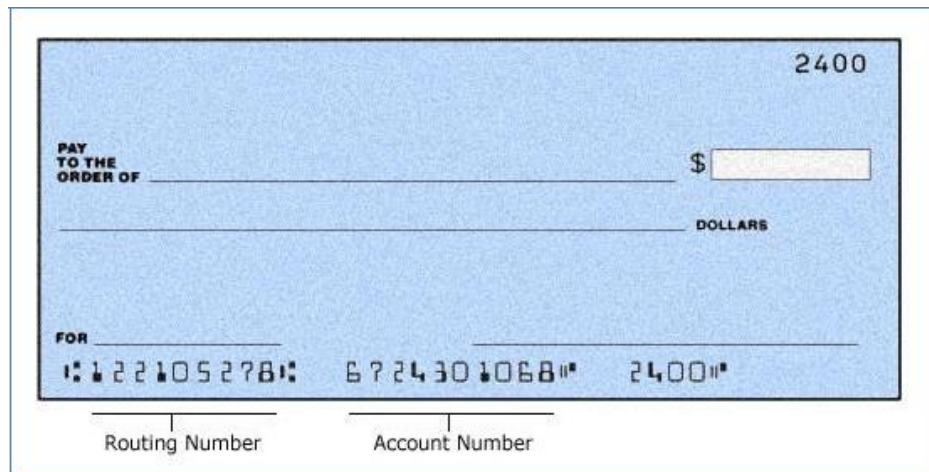 2400
PAY
TO THE
ORDER OF $
DOLLARS
FOR
⑆122105278⑆ 6724301068⑈ 2400⑈
Routing Number Account Number